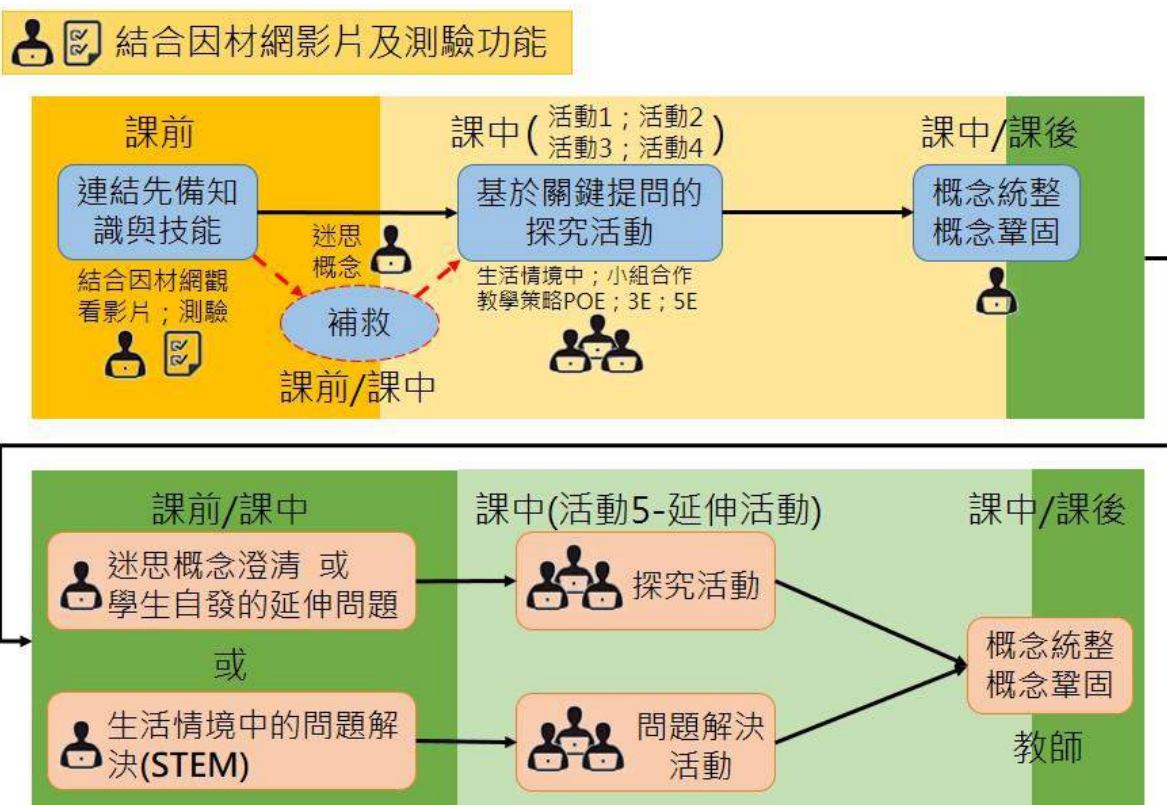 結合因材網影片及測驗功能
課前
連結先備知
識與技能
結合因材網觀
看影片；測驗
迷思
概念
補救
課前/課中
課中(活動1；活動2
活動3；活動4)
基於關鍵提問的
探究活動
生活情境中；小組合作
教學策略POE；3E；5E
課中/課後
概念統整
概念鞏固
課前/課中
迷思概念澄清 或
學生自發的延伸問題
或
生活情境中的問題解
決(STEM)
課中(活動5-延伸活動)
探究活動
問題解決
活動
課中/課後
概念統整
概念鞏固
教師